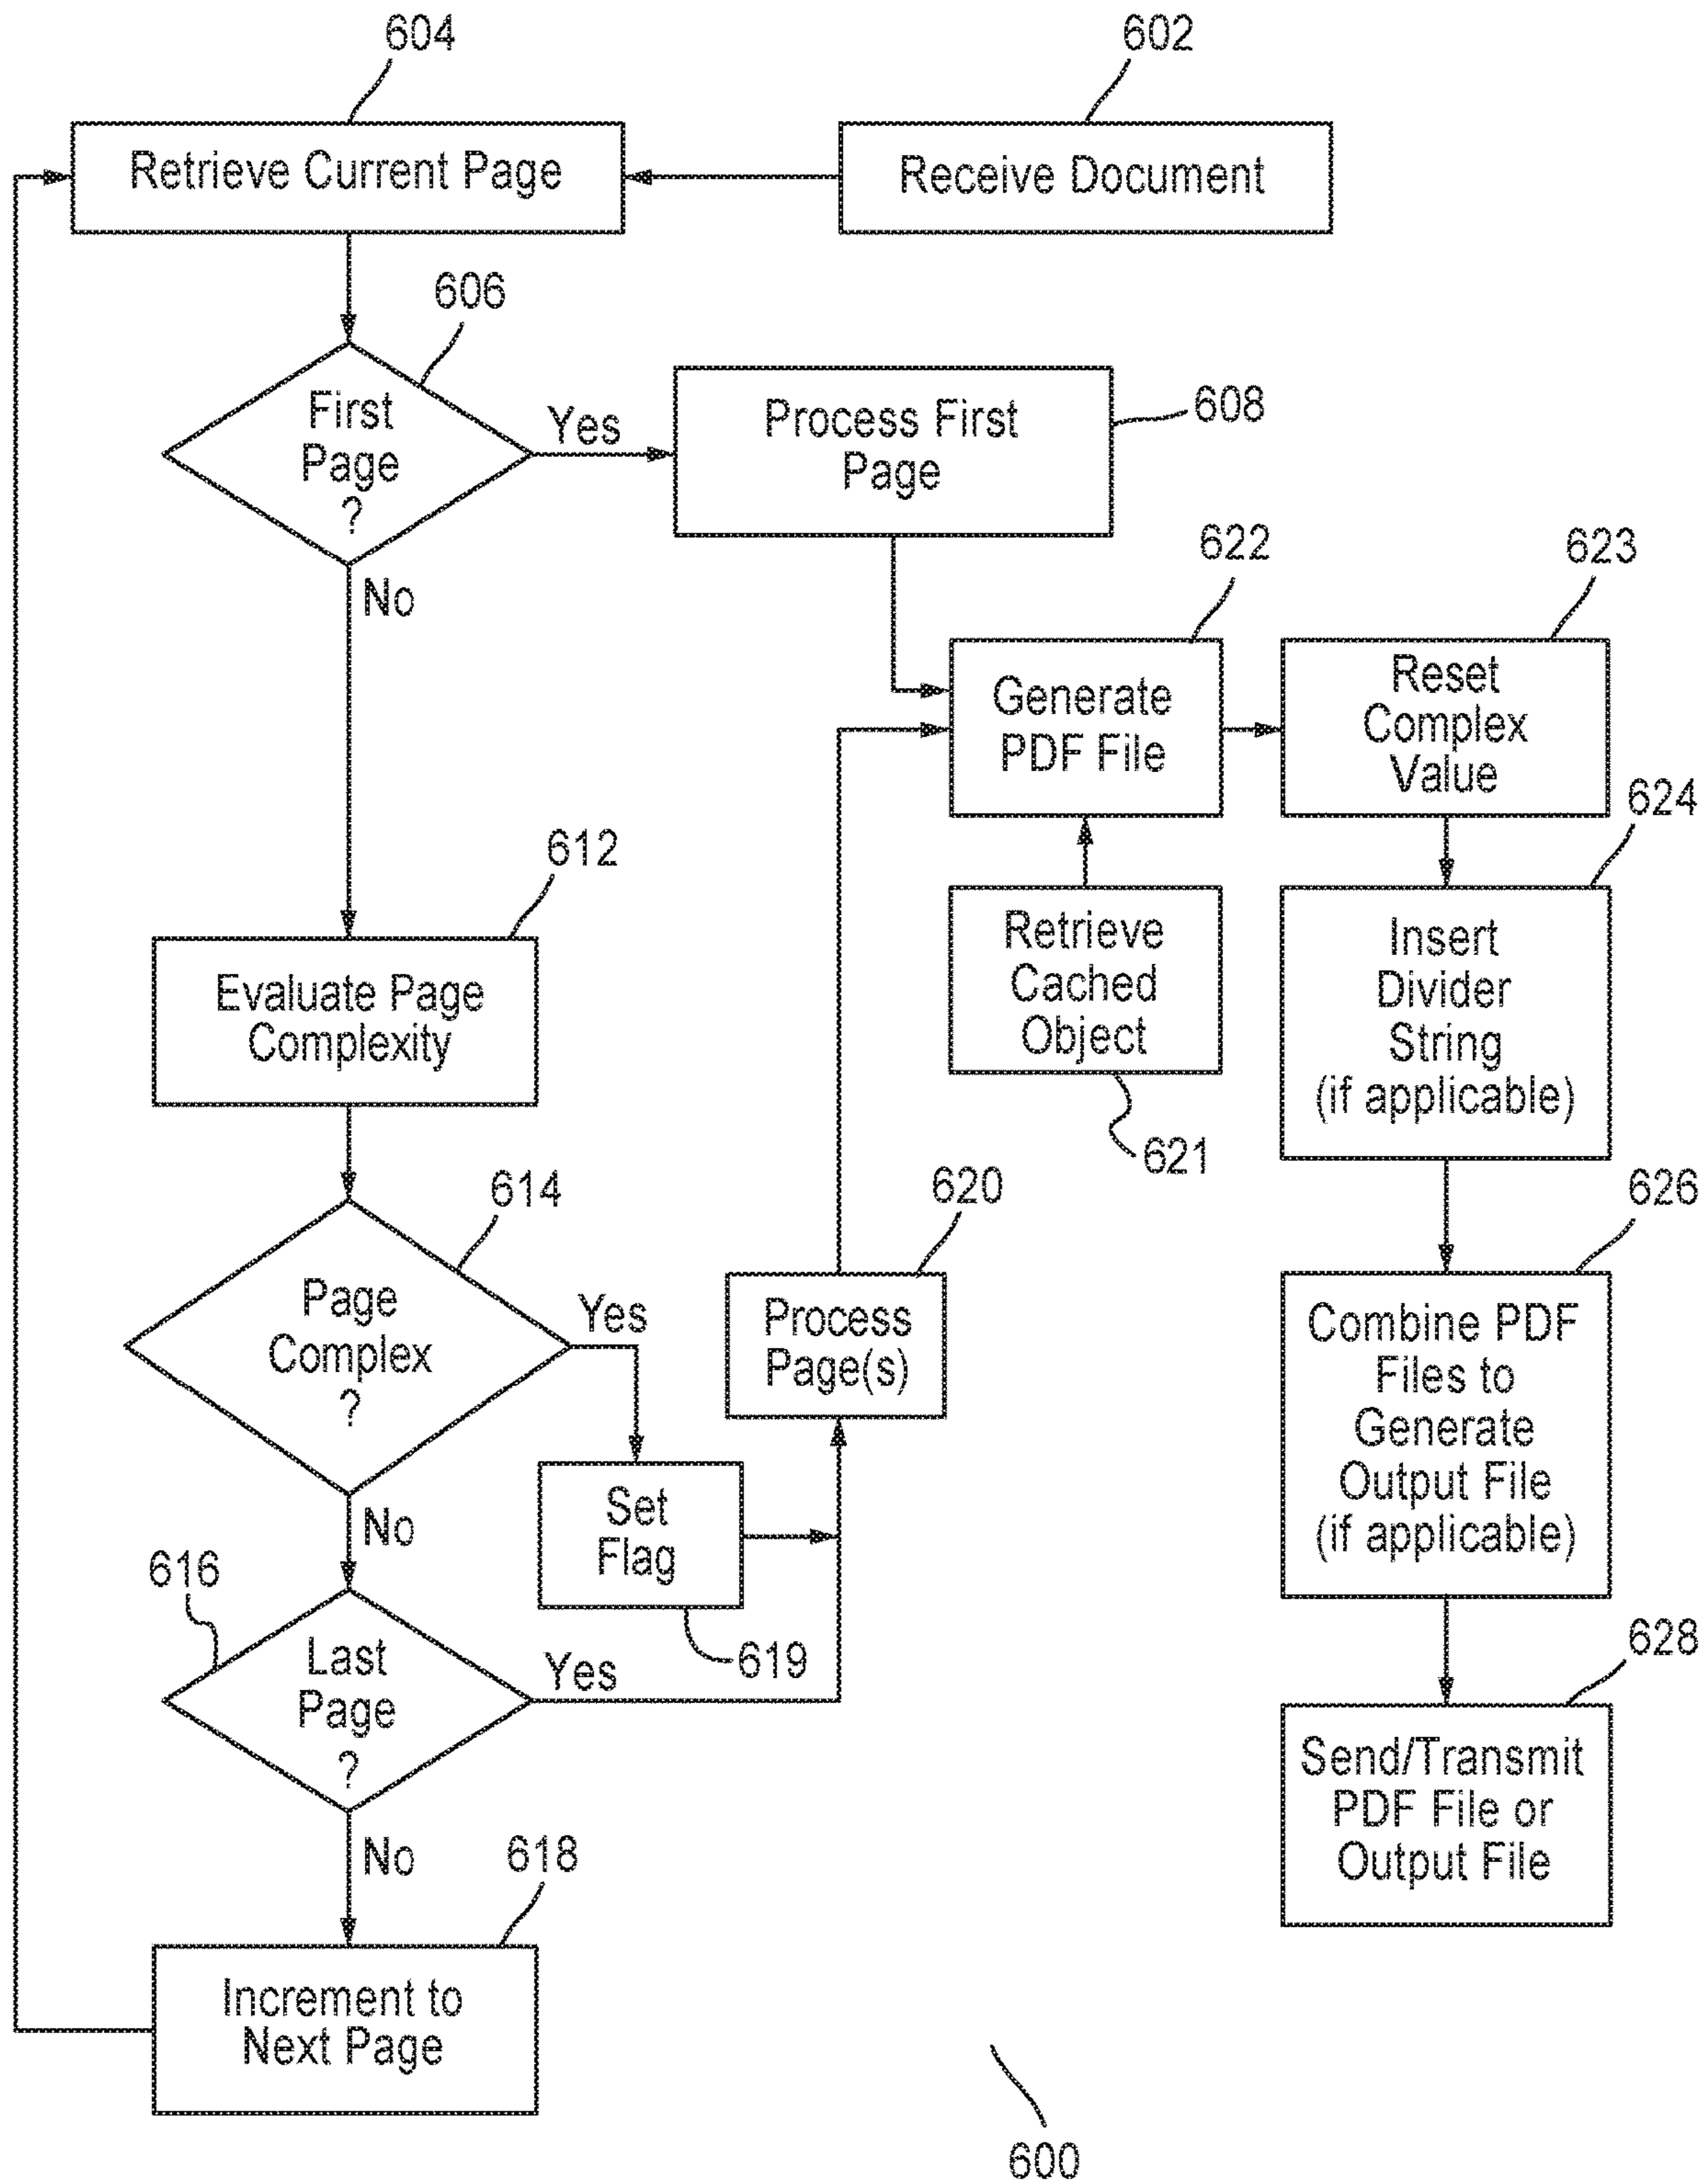 604
602
Retrieve Current Page
Receive Document
606
First
Page
?
Yes
Process First
Page
608
No
622
623
Generate
PDF File
Reset
Complex
Value
624
612
Evaluate Page
Complexity
Retrieve
Cached
Object
621
Insert
Divider
String
(if applicable)
614
Page
Complex
?
Yes
620
Process
Page(s)
626
Combine PDF
Files to
Generate
Output File
(if applicable)
No
Set
Flag
619
616
Last
Page
?
Yes
628
Send/Transmit
PDF File or
Output File
No
618
Increment to
Next Page
600